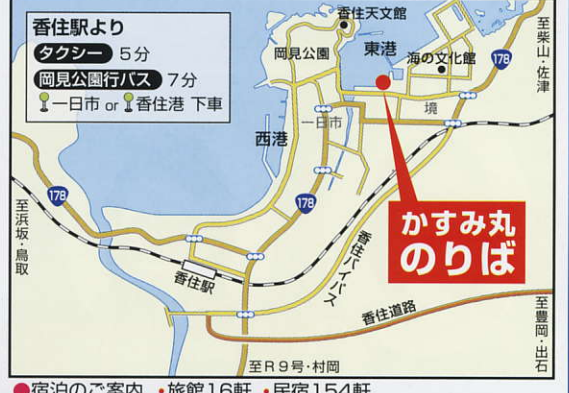 香住駅より
タクシー 5分
岡見公園行バス 7分
一日市 or 香住港 下車
香住天文館
岡見公園
東港
海の文化館
178
至柴山・佐津
一日市
境
西港
かすみ丸
のりば
178
178
至浜坂・鳥取
香住駅
香住バイパス
香住道路
至豊岡・出石
至R9号・村岡
●宿泊のご案内 ・旅館16軒 ・民宿154軒